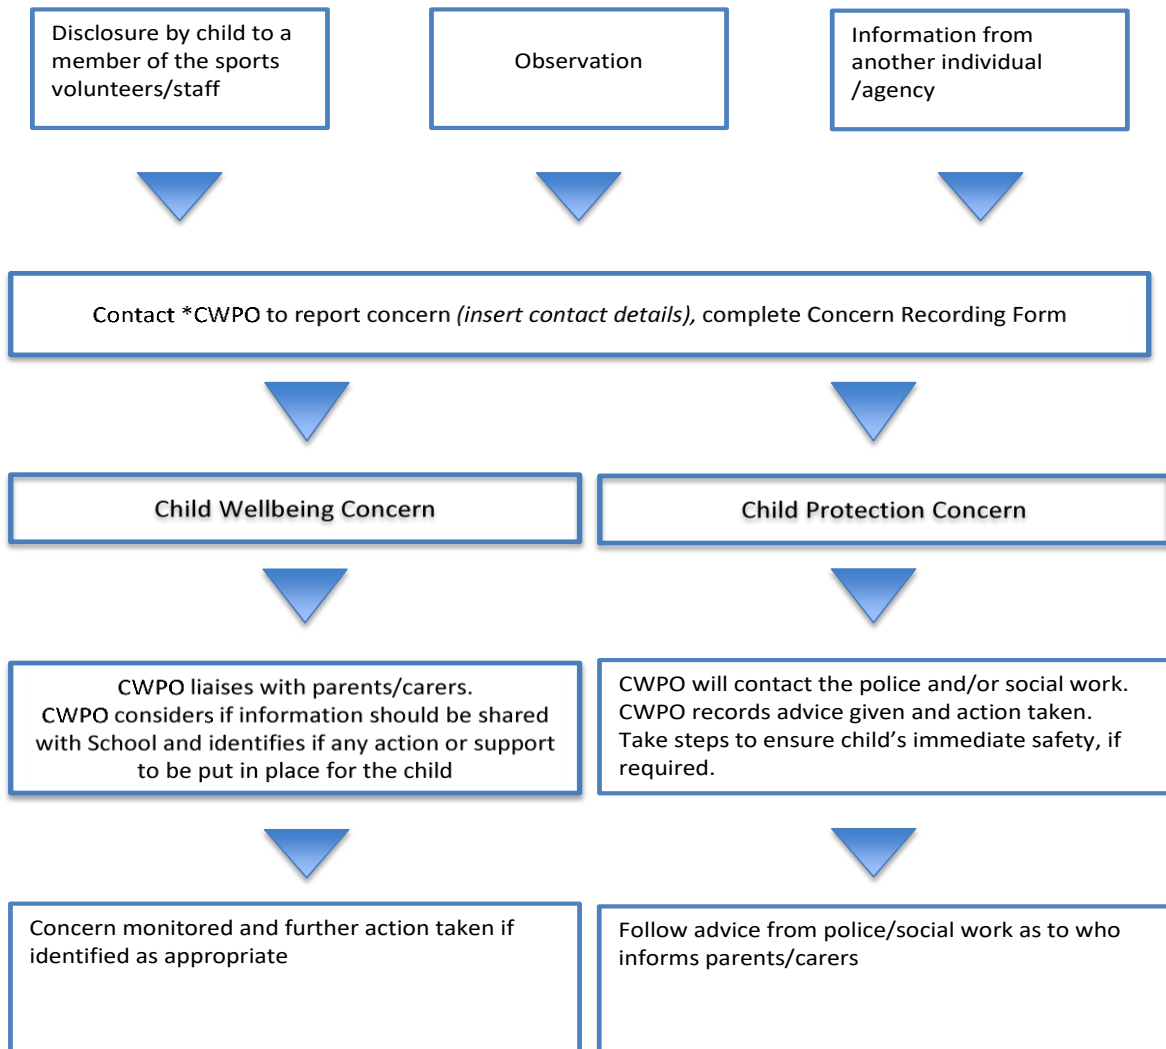 Disclosure by child to a
member of the sports
volunteers/staff
Observation
Information from
another individual
/agency
Contact *CWPO to report concern (insert contact details), complete Concern Recording Form
Child Wellbeing Concern
Child Protection Concern
CWPO liaises with parents/carers.
CWPO considers if information should be shared
with School and identifies if any action or support
to be put in place for the child
CWPO will contact the police and/or social work.
CWPO records advice given and action taken.
Take steps to ensure child’s immediate safety, if
required.
Concern monitored and further action taken if
identified as appropriate
Follow advice from police/social work as to who
informs parents/carers